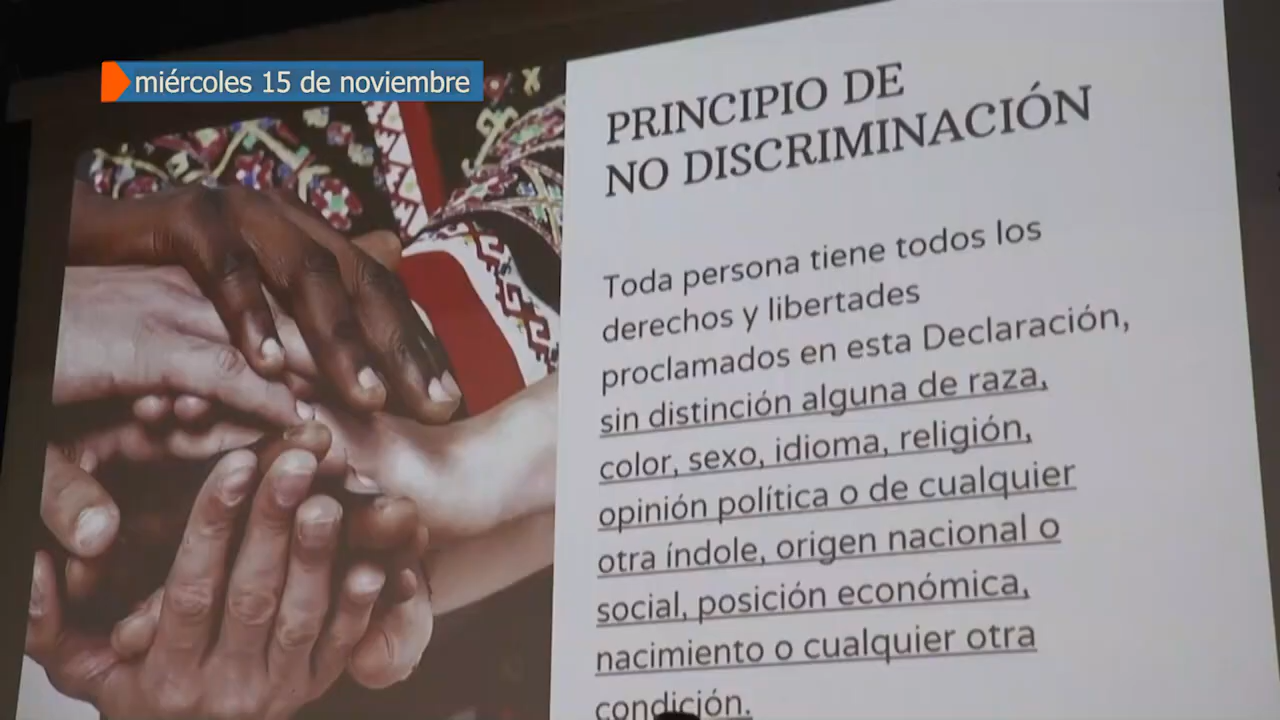 miércoles 15 de noviembre
PRINCIPIO DE
NO DISCRIMINACIÓN
Toda persona tiene todos los
derechos y libertades
proclamados en esta Declaración,
sin distinción alguna de raza,
color, sexo, idioma, religión,
opinión política o de cualquier
otra índole, origen nacional o
social, posición económica,
nacimiento o cualquier otra
condición.